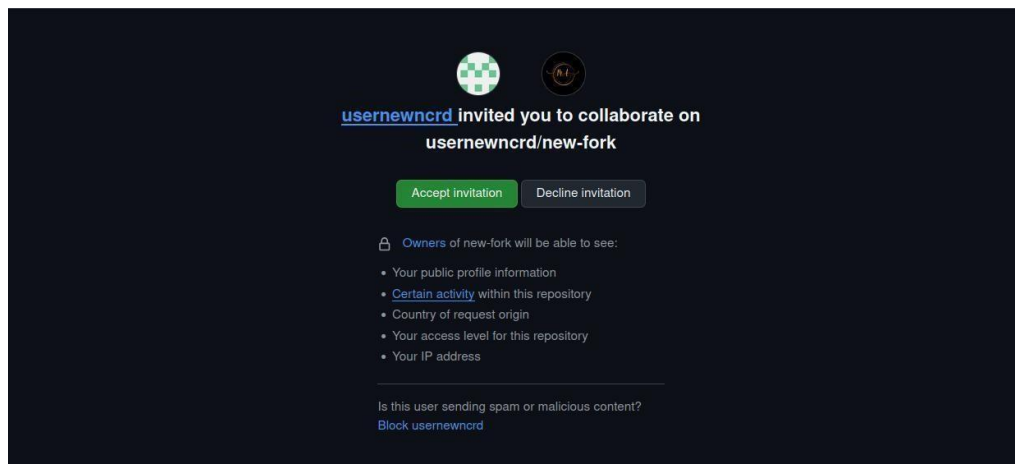 usernewncrd invited you to collaborate on
usernewncrd/new-fork
Accept invitation
Decline invitation
Owners of new-fork will be able to see:
Your public profile information
Certain activity within this repository
Country of request origin
Your access level for this repository
Your IP address
Is this user sending spam or malicious content?
Block usernewncrd